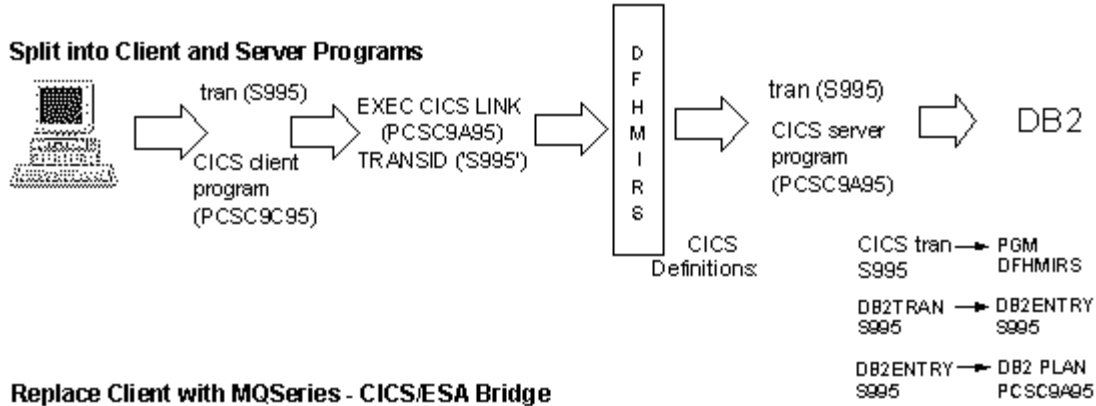 Split into Client and Server Programs
tran (S995)
CICS client
program
(PCSC9C95)
EXEC CICS LINK
(PCSC9A95)
TRANSID ('S995')
D
F
H
M
I
R
S
tran (S995)
CICS server
program
(PCSC9A95)
DB2
CICS
Definitions:
CICS tran PGM
S995 DFHMIRS
DB2TRAN DB2ENTRY
S995 S995
DB2ENTRY DB2 PLAN
S995 PCSC9A95
Replace Client with MQSeries - CICS/ESA Bridge